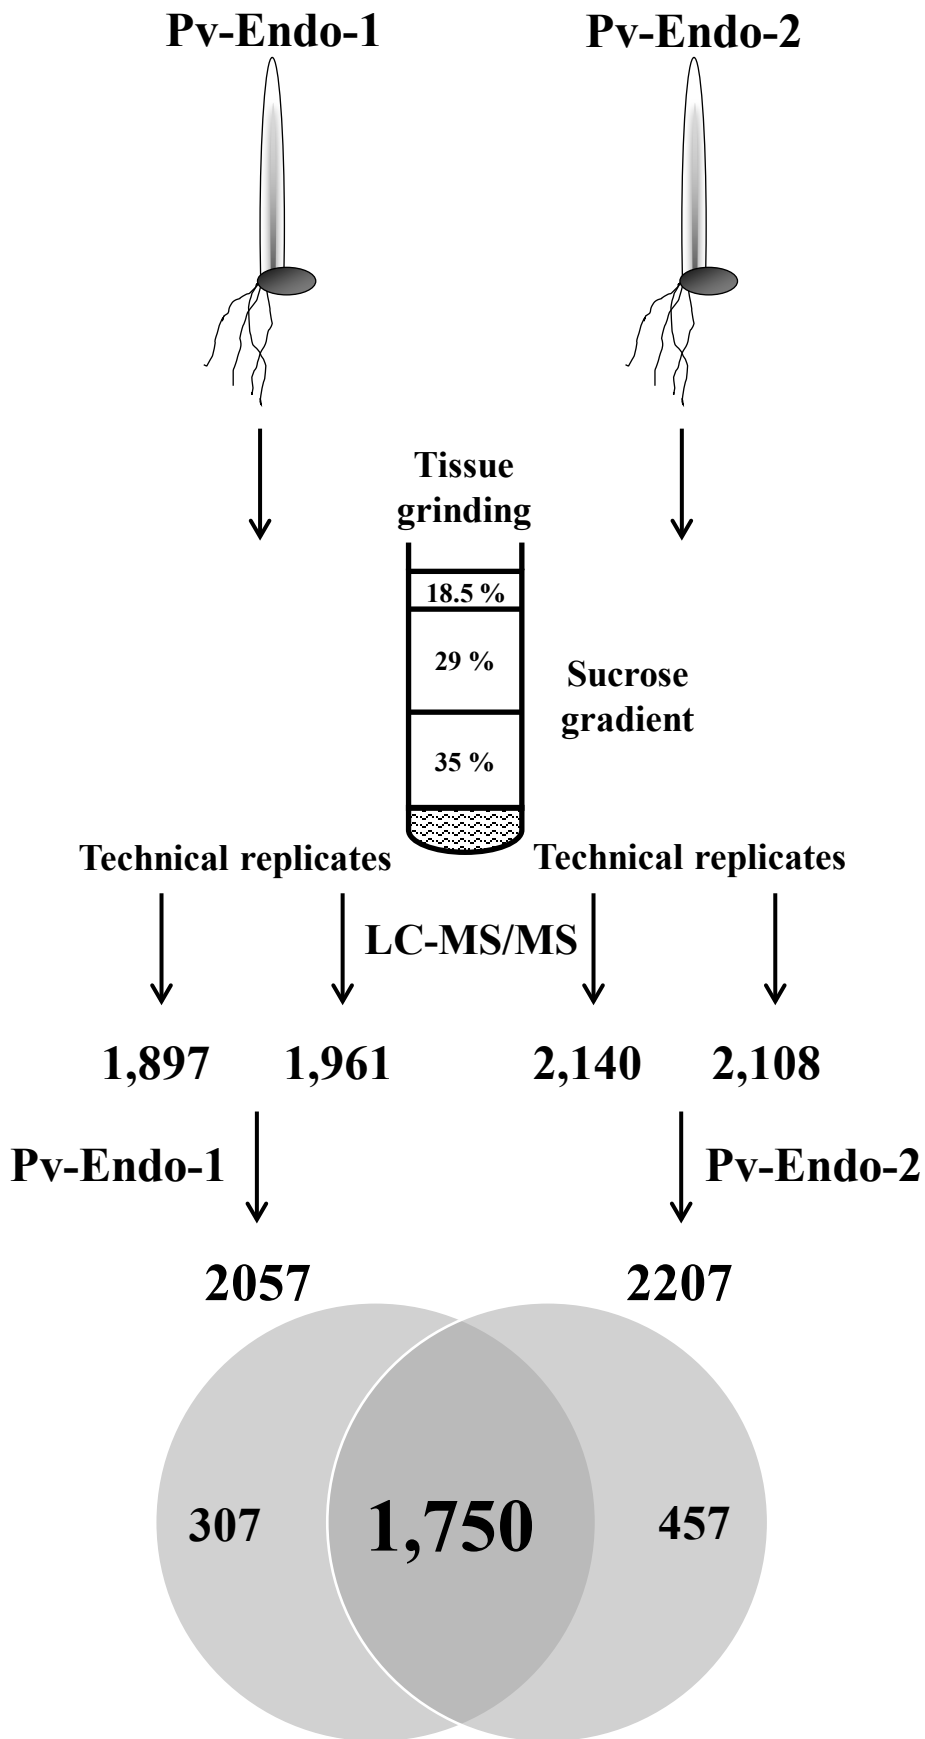 Pv-Endo-1
Pv-Endo-2
Tissue
grinding
18.5 %
29 %
Sucrose
gradient
35 %
Technical replicates
Technical replicates
LC-MS/MS
1,897
1,961
2,140
2,108
Pv-Endo-1
Pv-Endo-2
2057
2207
307
1,750
457